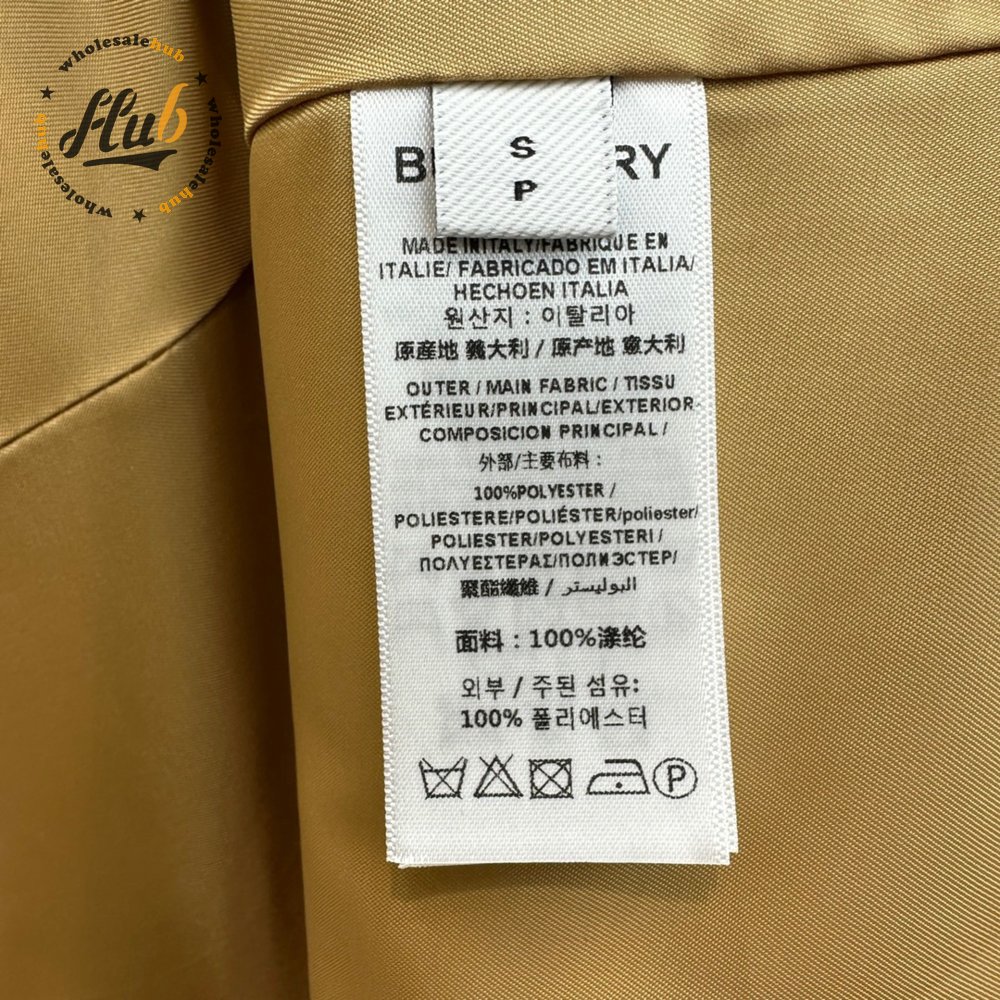 wholesalehub
wholesalehub
wholesalehub
Hub
S
P
B RY
MADE INITALY/FABRIQUE EN
ITALIE/ FABRICADO EM ITALIA/
HECHOEN ITALIA
원산지 : 이탈리아
原産地 義大利 / 原产地 意大利
OUTER / MAIN FABRIC / TISSU
EXTÉRIEUR/PRINCIPAL/EXTERIOR
COMPOSICION PRINCIPAL /
外部/主要布料 :
100%POLYESTER /
POLIESTERE/POLIÉSTER/poliester/
POLIESTER/POLYESTERI /
ΠΟΛΥΕΣΤΕΡΑΣ/ПОЛИЭСТЕР/
聚酯纖維 / البوليستر
面料 : 100%涤纶
외부 / 주된 섬유:
100% 폴리에스터
P